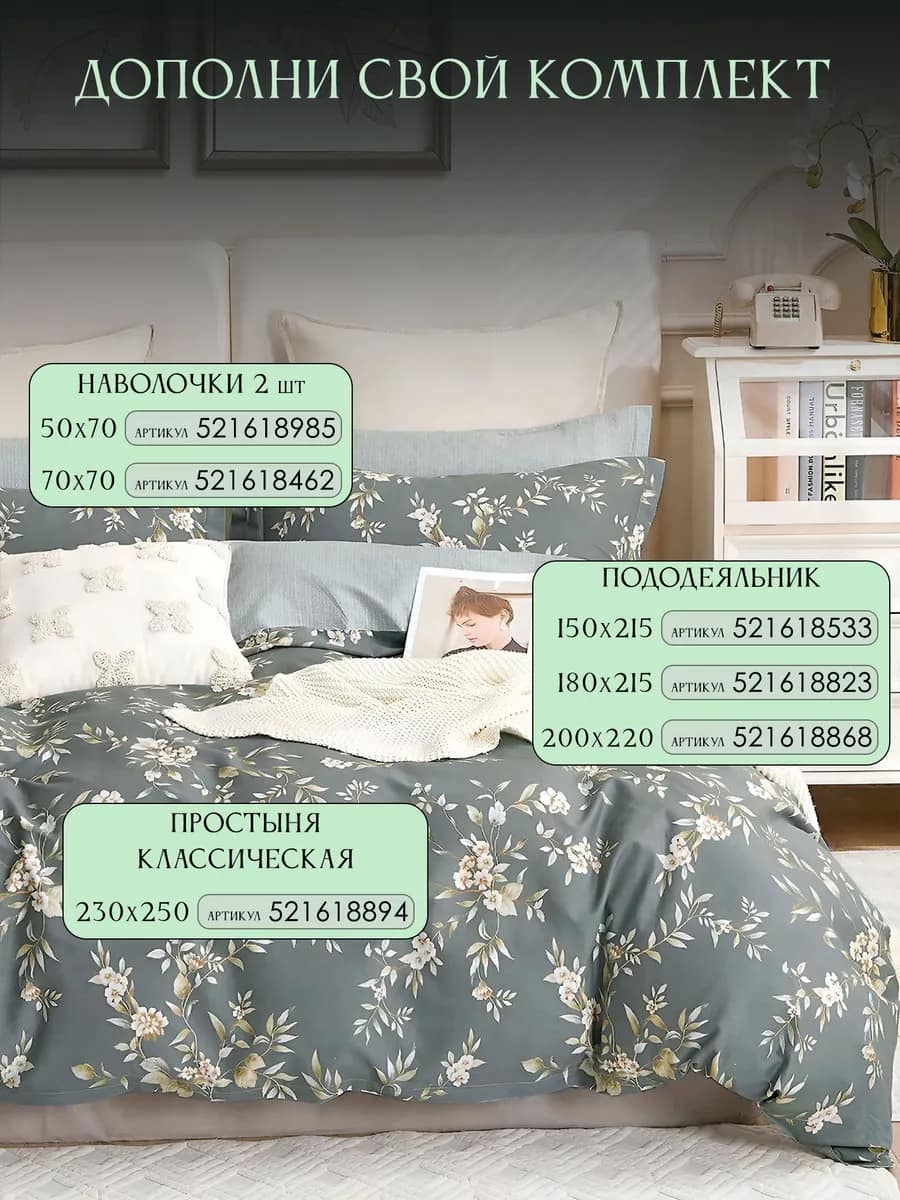 ДОПОЛНИ СВОЙ КОМПЛЕКТ
НАВОЛОЧКИ 2 ШТ
50X70 АРТИКУЛ 521618985
70X70 АРТИКУЛ 521618462
ПОДОДЕЯЛЬНИК
150X215 АРТИКУЛ 521618533
180X215 АРТИКУЛ 521618823
200X220 АРТИКУЛ 521618868
ПРОСТЫНЯ
КЛАССИЧЕСКАЯ
230X250 АРТИКУЛ 521618894